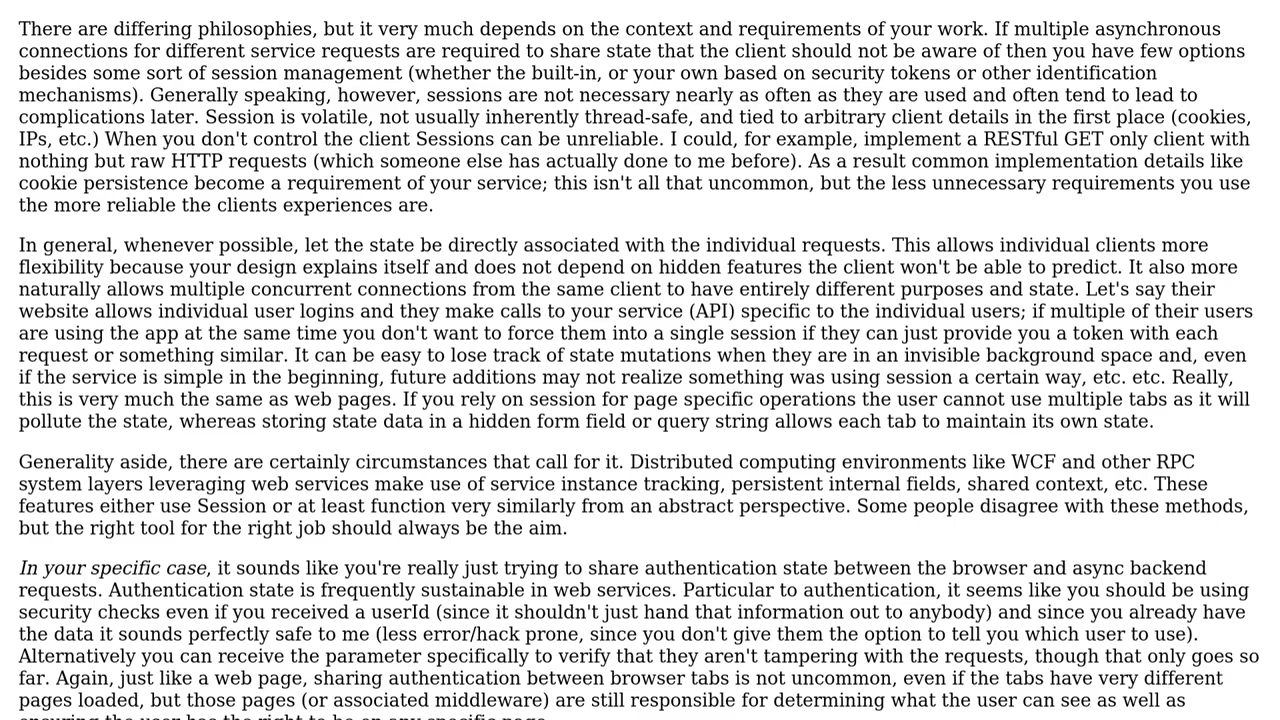 There are differing philosophies, but it very much depends on the context and requirements of your work. If multiple asynchronous
connections for different service requests are required to share state that the client should not be aware of then you have few options
besides some sort of session management (whether the built-in, or your own based on security tokens or other identification
mechanisms). Generally speaking, however, sessions are not necessary nearly as often as they are used and often tend to lead to
complications later. Session is volatile, not usually inherently thread-safe, and tied to arbitrary client details in the first place (cookies,
IPs, etc.) When you don't control the client Sessions can be unreliable. I could, for example, implement a RESTful GET only client with
nothing but raw HTTP requests (which someone else has actually done to me before). As a result common implementation details like
cookie persistence become a requirement of your service; this isn't all that uncommon, but the less unnecessary requirements you use
the more reliable the clients experiences are.
In general, whenever possible, let the state be directly associated with the individual requests. This allows individual clients more
flexibility because your design explains itself and does not depend on hidden features the client won't be able to predict. It also more
naturally allows multiple concurrent connections from the same client to have entirely different purposes and state. Let's say their
website allows individual user logins and they make calls to your service (API) specific to the individual users; if multiple of their users
are using the app at the same time you don't want to force them into a single session if they can just provide you a token with each
request or something similar. It can be easy to lose track of state mutations when they are in an invisible background space and, even
if the service is simple in the beginning, future additions may not realize something was using session a certain way, etc. etc. Really,
this is very much the same as web pages. If you rely on session for page specific operations the user cannot use multiple tabs as it will
pollute the state, whereas storing state data in a hidden form field or query string allows each tab to maintain its own state.
Generality aside, there are certainly circumstances that call for it. Distributed computing environments like WCF and other RPC
system layers leveraging web services make use of service instance tracking, persistent internal fields, shared context, etc. These
features either use Session or at least function very similarly from an abstract perspective. Some people disagree with these methods,
but the right tool for the right job should always be the aim.
In your specific case, it sounds like you're really just trying to share authentication state between the browser and async backend
requests. Authentication state is frequently sustainable in web services. Particular to authentication, it seems like you should be using
security checks even if you received a userId (since it shouldn't just hand that information out to anybody) and since you already have
the data it sounds perfectly safe to me (less error/hack prone, since you don't give them the option to tell you which user to use).
Alternatively you can receive the parameter specifically to verify that they aren't tampering with the requests, though that only goes so
far. Again, just like a web page, sharing authentication between browser tabs is not uncommon, even if the tabs have very different
pages loaded, but those pages (or associated middleware) are still responsible for determining what the user can see as well as
ensuring the user has the right to be on any specific page.